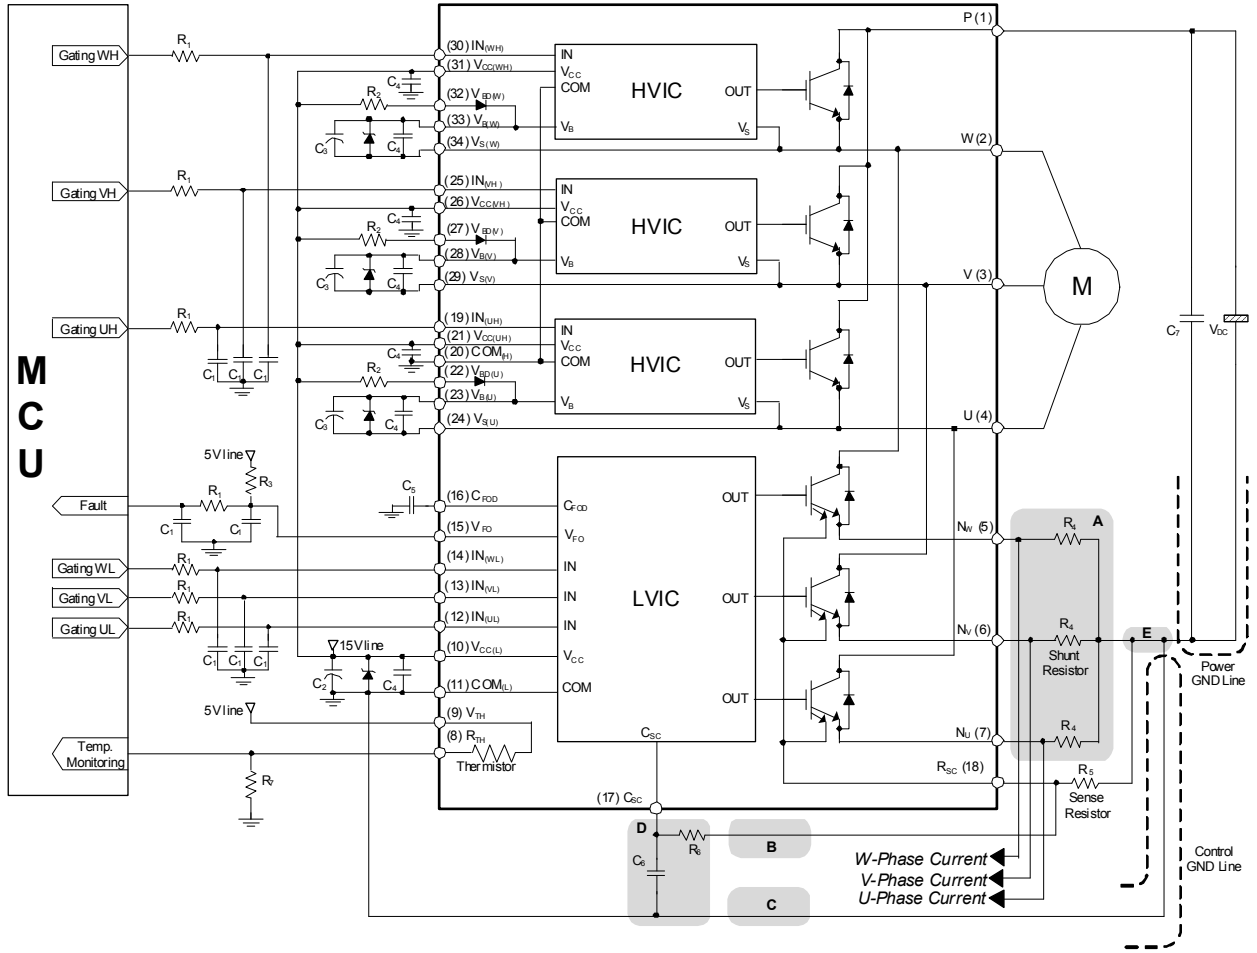 MCU
Gating WH
R1
(30) IN(WH)
(31) VCC(WH)
C4
R2
(32) VBD(W)
(33) VB(W)
C3
C4
(34) VS(W)
IN
VCC
COM
VB
HVIC
OUT
VS
P (1)
W (2)
Gating VH
R1
(25) IN(VH)
(26) VCC(VH)
C4
R2
(27) VBD(V)
(28) VB(V)
C3
C4
(29) VS(V)
IN
VCC
COM
VB
HVIC
OUT
VS
V (3)
M
C7
VDC
Gating UH
R1
C1
C1
C1
(19) IN(UH)
(21) VCC(UH)
(20) COM(H)
C4
R2
(22) VBD(U)
(23) VB(U)
C3
C4
(24) VS(U)
IN
VCC
COM
VB
HVIC
OUT
VS
U (4)
5V line
R3
Fault
R1
C1
C1
C5
(16) CFOD
(15) VFO
(14) IN(WL)
(13) IN(VL)
(12) IN(UL)
(10) VCC(L)
(11) COM(L)
(9) VTH
(8) RTH
Thermistor
CFOD
VFO
IN
IN
IN
VCC
COM
LVIC
OUT
OUT
OUT
CSC
Gating WL
R1
Gating VL
R1
Gating UL
R1
C1
C1
C1
15V line
C2
C4
5V line
Temp.
Monitoring
R7
NW (5)
NV (6)
NU (7)
RSC (18)
(17) CSC
A
R4
R4
Shunt
Resistor
R4
E
Power
GND Line
R5
Sense
Resistor
D
R6
C6
B
C
W-Phase Current
V-Phase Current
U-Phase Current
Control
GND Line